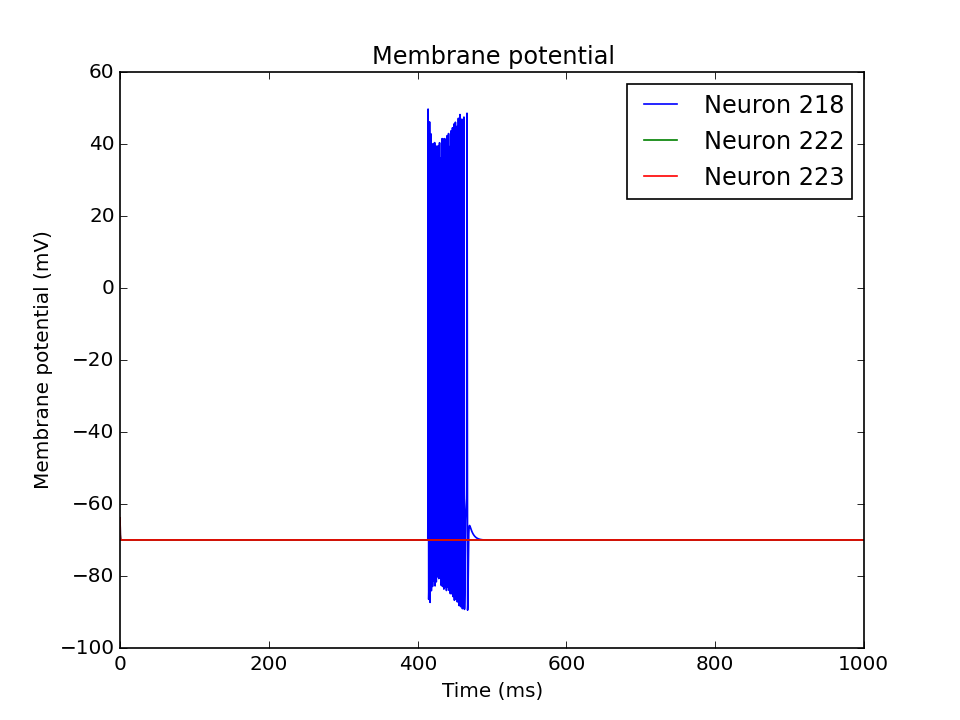 Membrane potential
60
40
20
0
−20
−40
−60
−80
−100
Membrane potential (mV)
Neuron 218
Neuron 222
Neuron 223
0 200 400 600 800 1000
Time (ms)